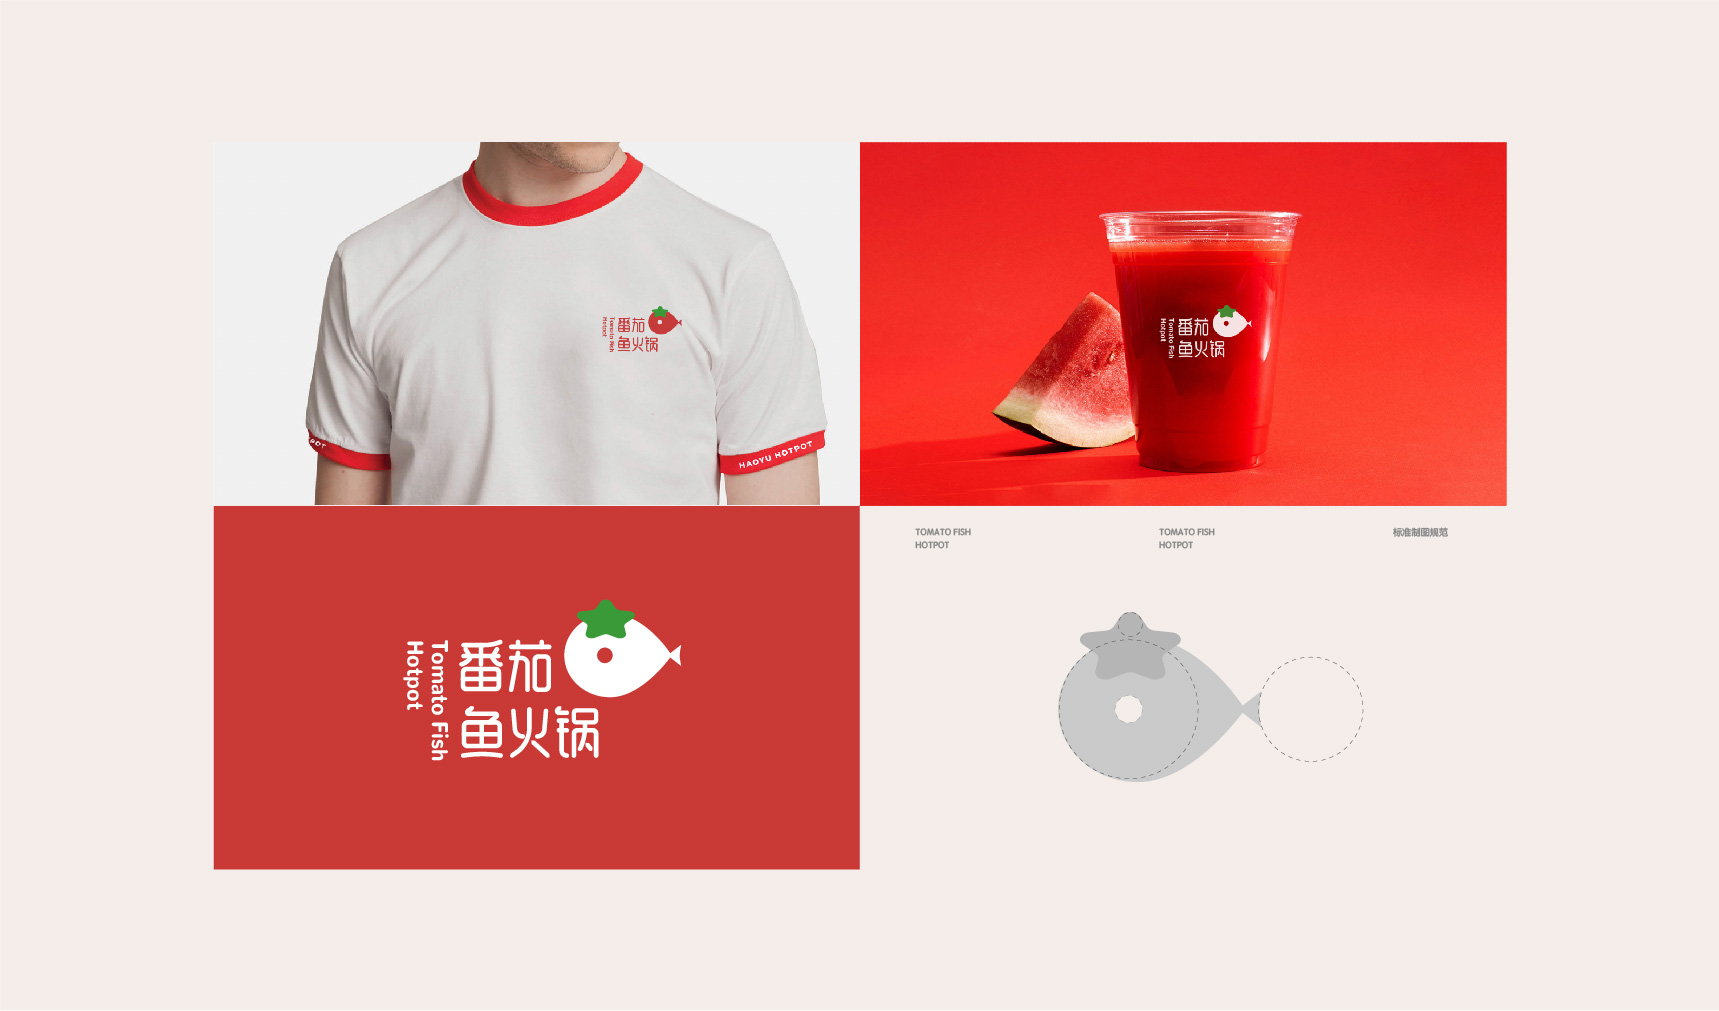 番茄
鱼火锅
Tomato Fish
Hotpot
POT
HAOYU HOTPOT
番茄
鱼火锅
Tomato Fish
Hotpot
番茄
鱼火锅
Tomato Fish
Hotpot
TOMATO FISH
HOTPOT
TOMATO FISH
HOTPOT
标准制图规范